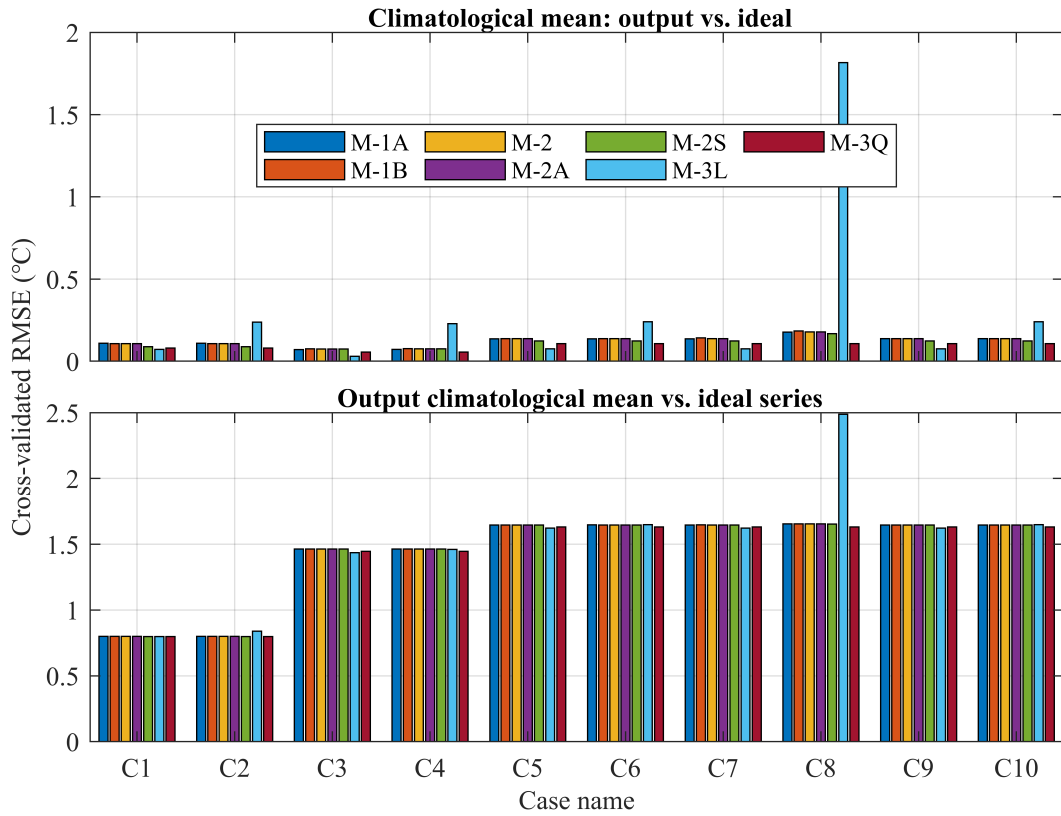 Climatological mean: output vs. ideal
2
1.5
1
0.5
0
M-1A M-2 M-2S M-3Q
M-1B M-2A M-3L
Cross-validated RMSE (°C)
Output climatological mean vs. ideal series
2.5
2
1.5
1
0.5
0
C1 C2 C3 C4 C5 C6 C7 C8 C9 C10
Case name